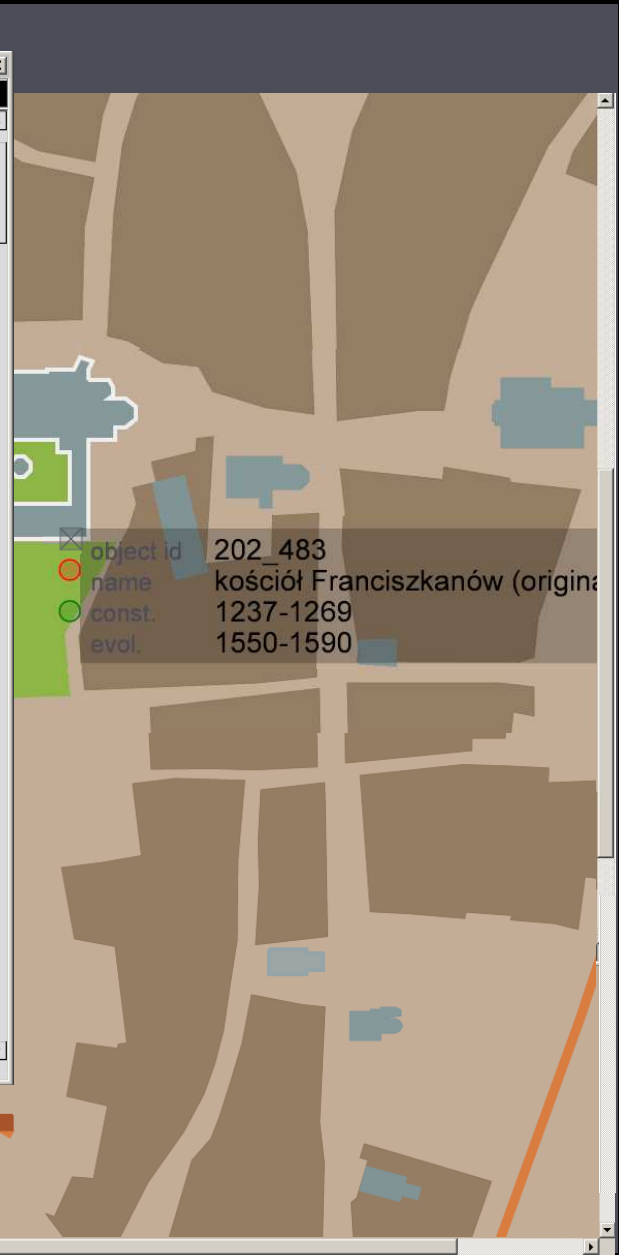 object id 202_483
name kościół Franciszkanów (origina
const. 1237-1269
evol. 1550-1590